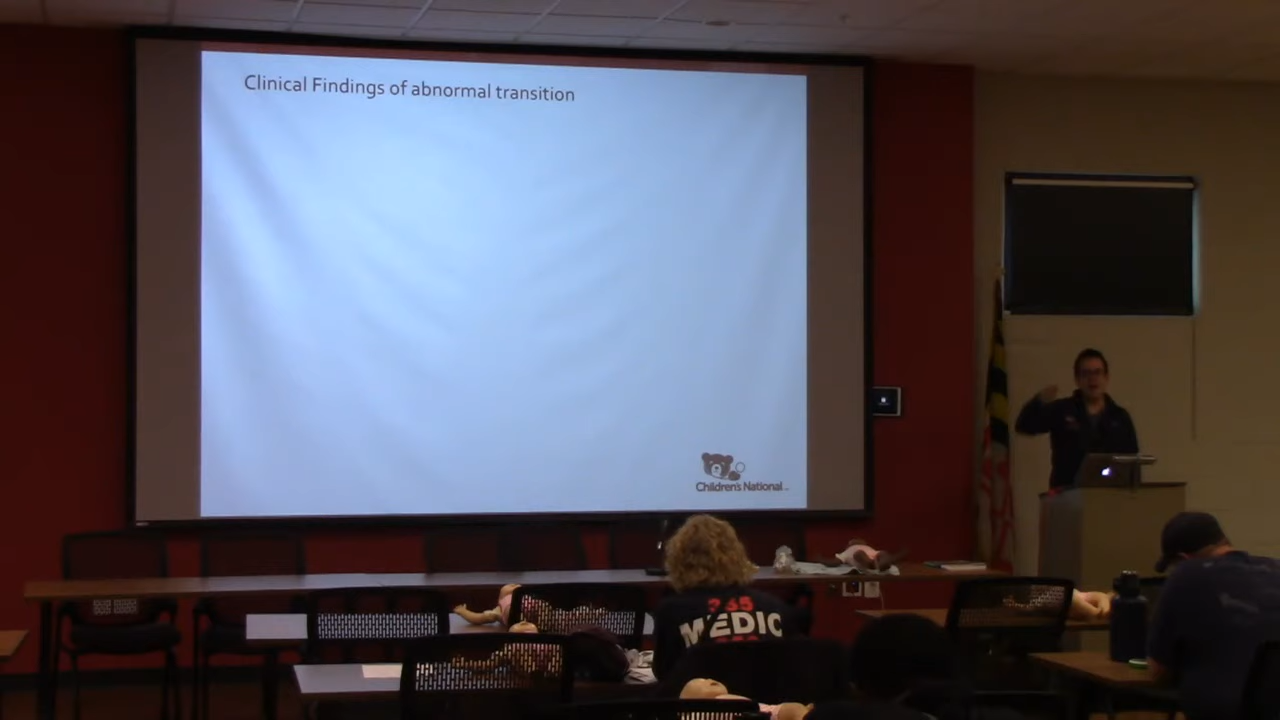 Clinical Findings of abnormal transition
Children's National
MEDIC